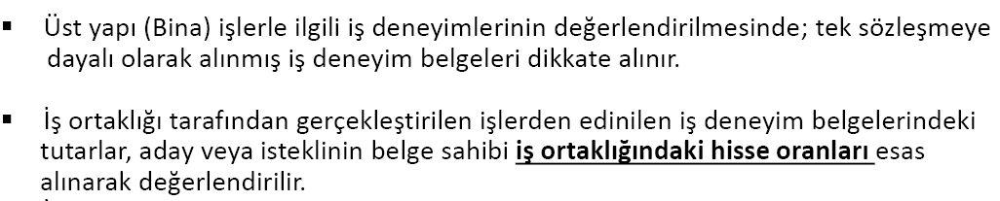 ▪ Üst yapı (Bina) işlerle ilgili iş deneyimlerinin değerlendirilmesinde; tek sözleşmeye
dayalı olarak alınmış iş deneyim belgeleri dikkate alınır.
▪ İş ortaklığı tarafından gerçekleştirilen işlerden edinilen iş deneyim belgelerindeki
tutarlar, aday veya isteklinin belge sahibi iş ortaklığındaki hisse oranları esas
alınarak değerlendirilir.